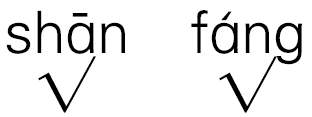 shān fáng
√ √